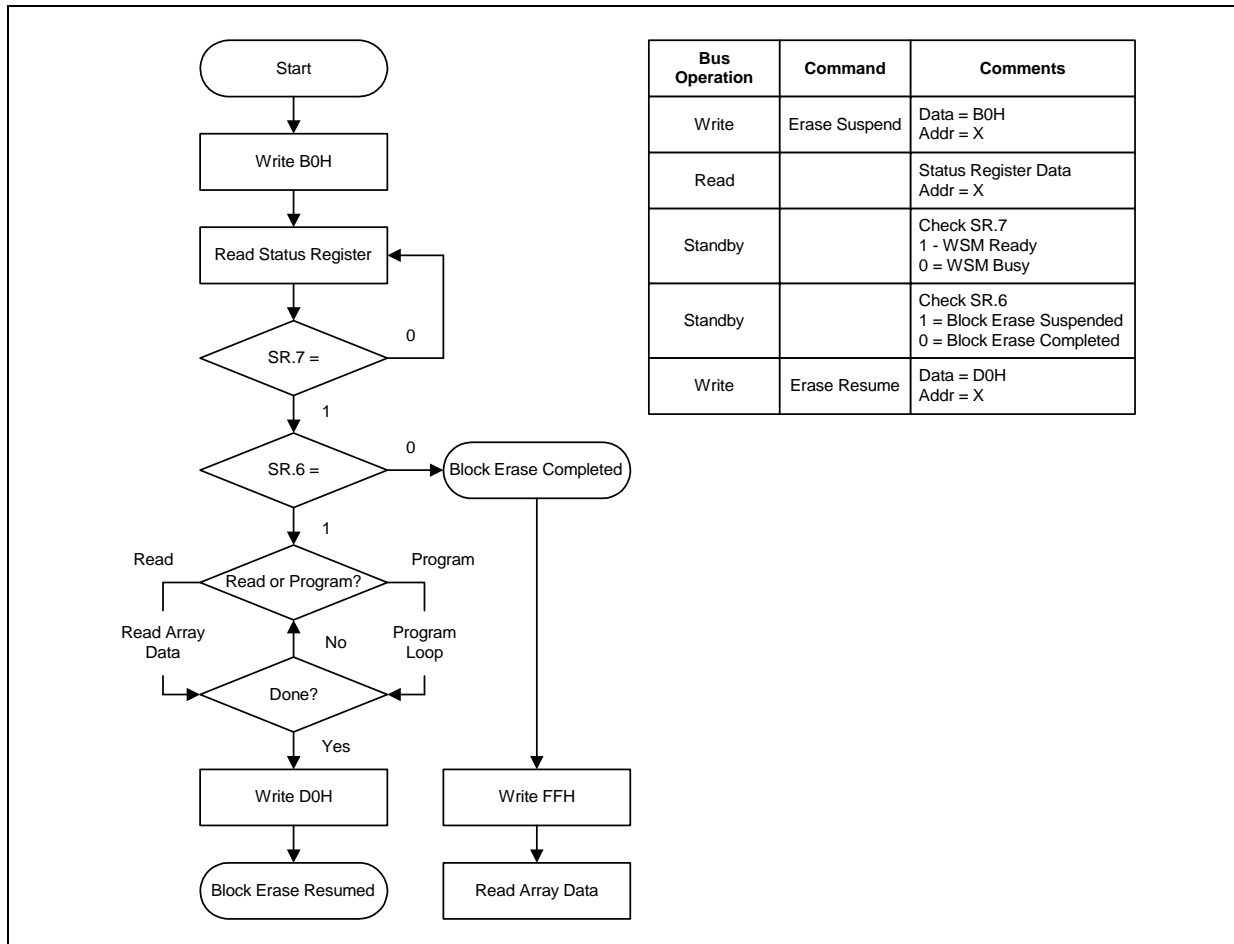 Start
Write B0H
Read Status Register
0
SR.7 =
1
0
SR.6 =
Block Erase Completed
1
Read
Program
Read or Program?
Read Array
Data
No
Program
Loop
Done?
Yes
Write D0H
Write FFH
Block Erase Resumed
Read Array Data
Bus
Operation
Command
Comments
Write
Erase Suspend
Data = B0H
Addr = X
Read
Status Register Data
Addr = X
Standby
Check SR.7
1 - WSM Ready
0 = WSM Busy
Standby
Check SR.6
1 = Block Erase Suspended
0 = Block Erase Completed
Write
Erase Resume
Data = D0H
Addr = X